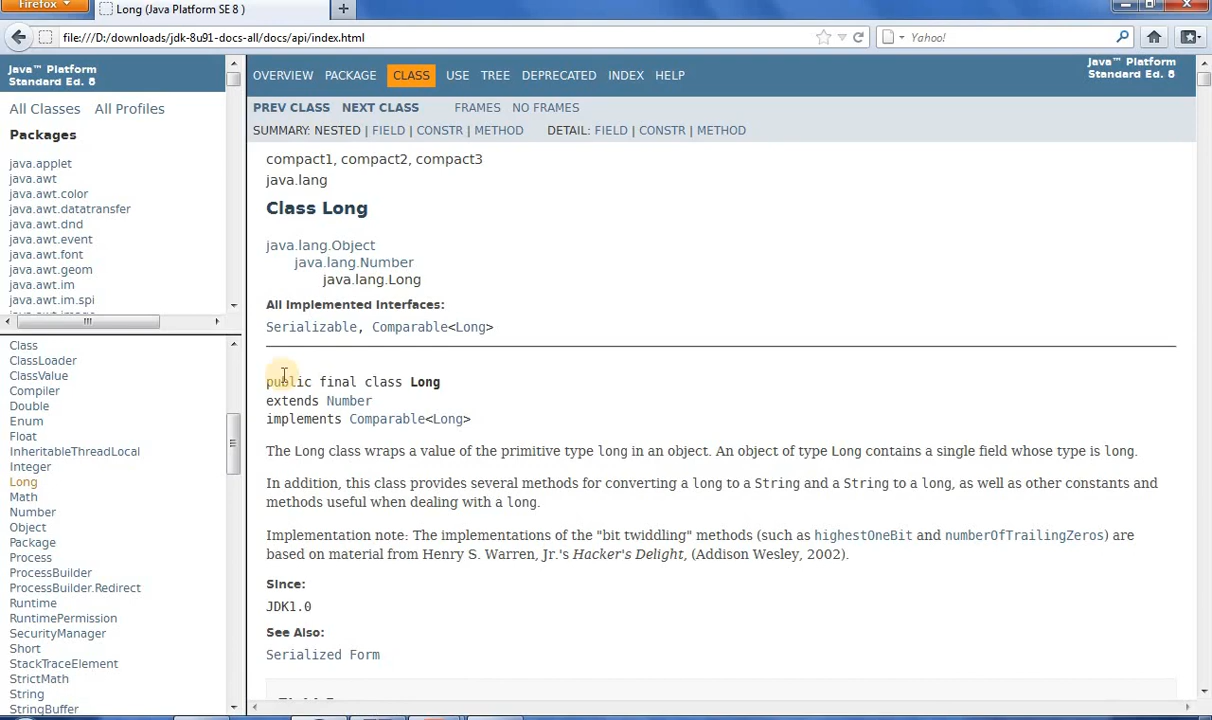 Firefox
Long (Java Platform SE 8 )
file:///D:/downloads/jdk-8u91-docs-all/docs/api/index.html
Yahoo!
Java™ Platform
Standard Ed. 8
All Classes All Profiles
Packages
java.applet
java.awt
java.awt.color
java.awt.datatransfer
java.awt.dnd
java.awt.event
java.awt.font
java.awt.geom
java.awt.im
java.awt.im.spi
java.awt.image
Class
ClassLoader
ClassValue
Compiler
Double
Enum
Float
InheritableThreadLocal
Integer
Long
Math
Number
Object
Package
Process
ProcessBuilder
ProcessBuilder.Redirect
Runtime
RuntimePermission
SecurityManager
Short
StackTraceElement
StrictMath
String
StringBuffer
OVERVIEW PACKAGE CLASS USE TREE DEPRECATED INDEX HELP
Java™ Platform
Standard Ed. 8
PREV CLASS NEXT CLASS FRAMES NO FRAMES
SUMMARY: NESTED | FIELD | CONSTR | METHOD DETAIL: FIELD | CONSTR | METHOD
compact1, compact2, compact3
java.lang
Class Long
java.lang.Object
java.lang.Number
java.lang.Long
All Implemented Interfaces:
Serializable, Comparable<Long>
public final class Long
extends Number
implements Comparable<Long>
The Long class wraps a value of the primitive type long in an object. An object of type Long contains a single field whose type is long.
In addition, this class provides several methods for converting a long to a String and a String to a long, as well as other constants and
methods useful when dealing with a long.
Implementation note: The implementations of the "bit twiddling" methods (such as highestOneBit and numberOfTrailingZeros) are
based on material from Henry S. Warren, Jr.'s Hacker's Delight, (Addison Wesley, 2002).
Since:
JDK1.0
See Also:
Serialized Form